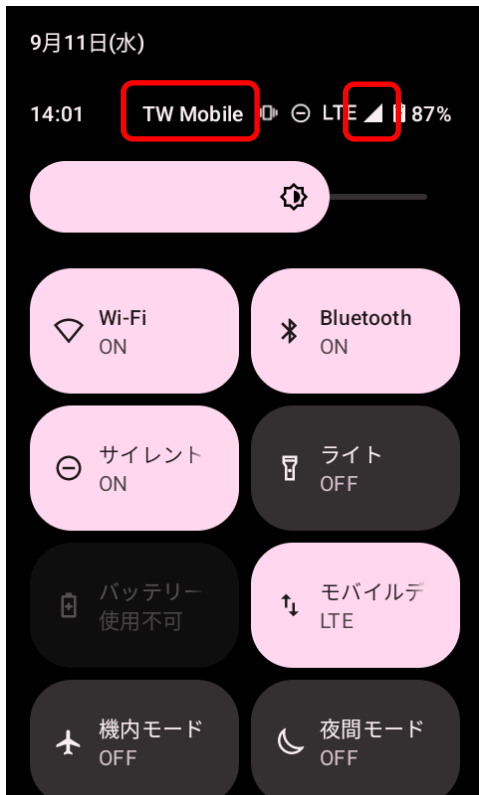 9月11日(水)
14:01 TW Mobile LTE 87%
Wi-Fi
ON
Bluetooth
ON
サイレント
ON
ライト
OFF
バッテリー
使用不可
モバイルデ
LTE
機内モード
OFF
夜間モード
OFF